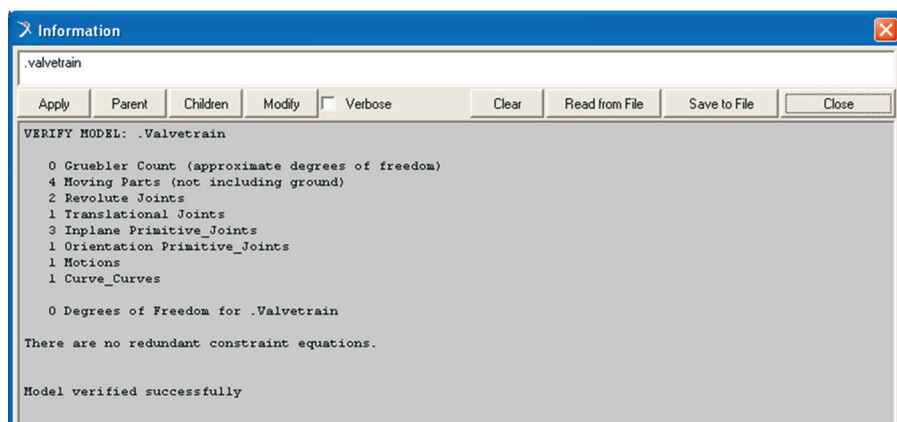 Information
.valvetrain
Apply Parent Children Modify Verbose Clear Read from File Save to File Close
VERIFY MODEL: .Valvetrain
0 Gruebler Count (approximate degrees of freedom)
4 Moving Parts (not including ground)
2 Revolute Joints
1 Translational Joints
3 Inplane Primitive_Joints
1 Orientation Primitive_Joints
1 Motions
1 Curve_Curves
0 Degrees of Freedom for .Valvetrain
There are no redundant constraint equations.
Model verified successfully